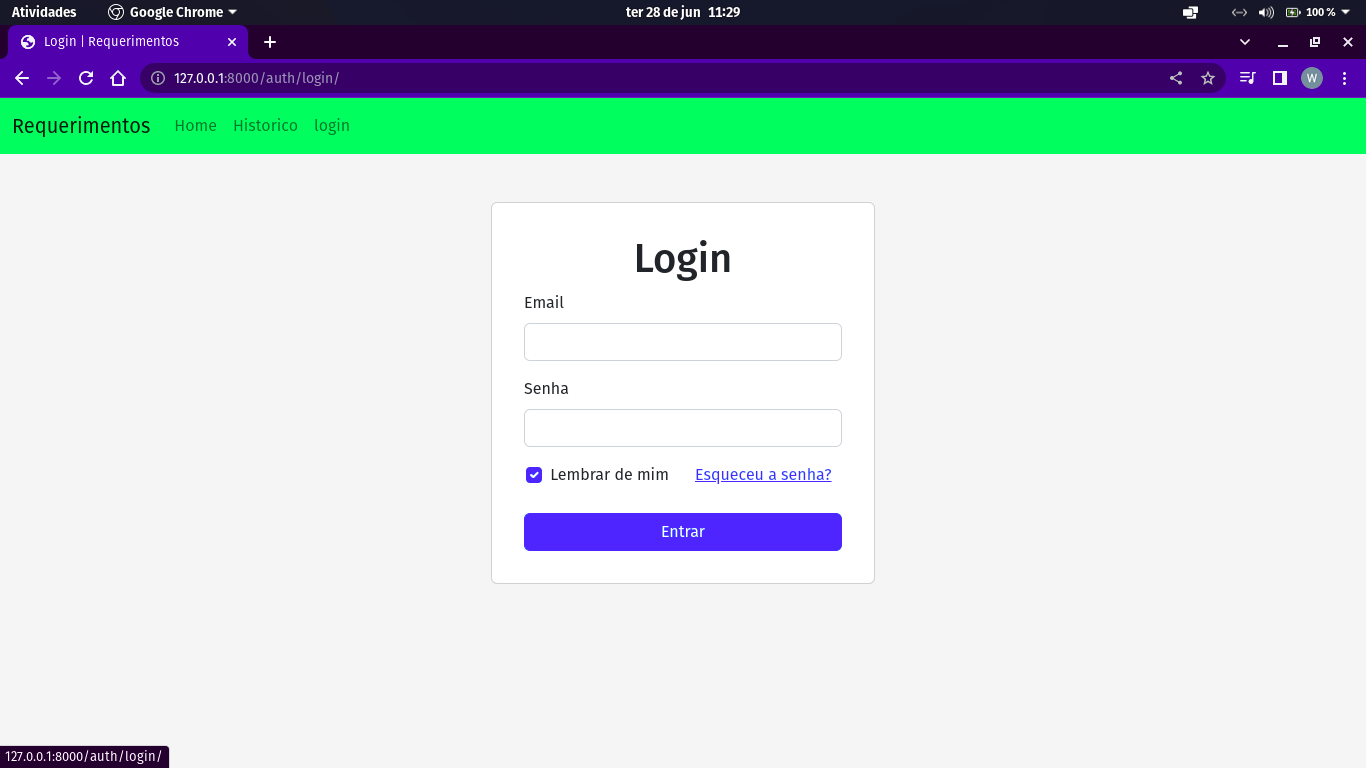 Atividades Google Chrome ter 28 de jun 11:29 100 %
Login | Requerimentos
127.0.0.1:8000/auth/login/ W
Requerimentos Home Historico login
Login
Email
Senha
Lembrar de mim Esqueceu a senha?
Entrar
127.0.0.1:8000/auth/login/